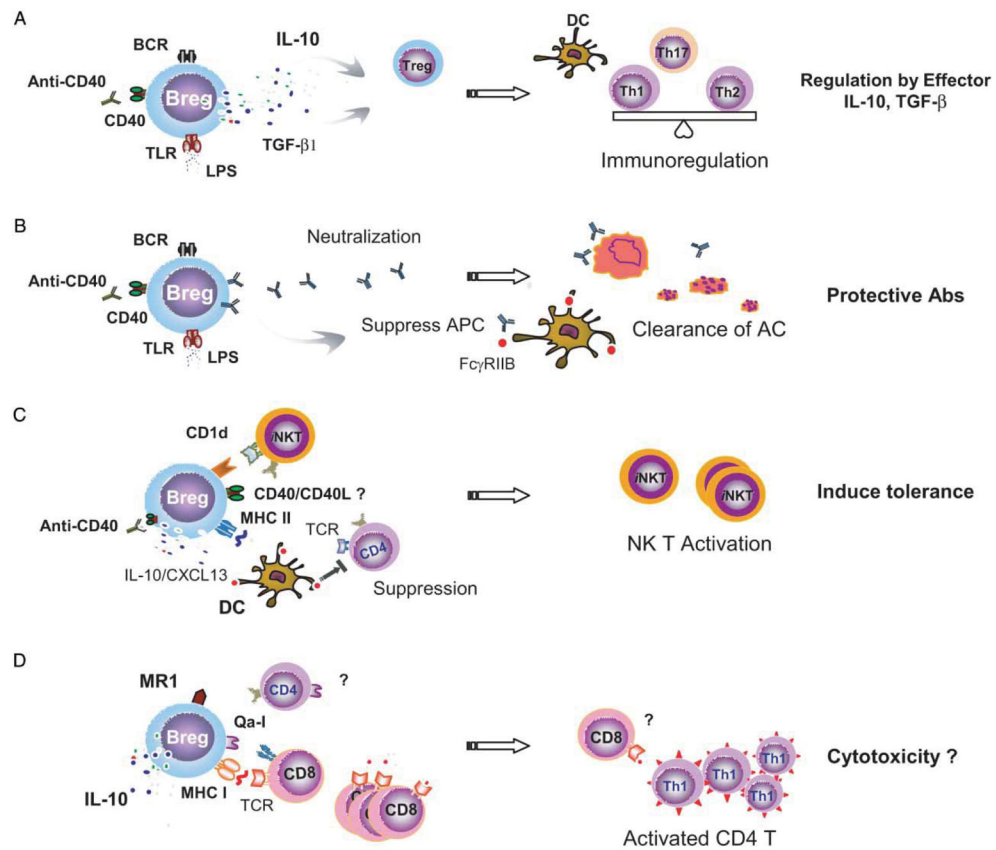 A
BCR
IL-10
Anti-CD40
Breg
CD40
TLR
LPS
TGF-β1
Treg
DC
Th17
Th1
Th2
Immunoregulation
Regulation by Effector
IL-10, TGF-β
B
BCR
Neutralization
Anti-CD40
Breg
CD40
TLR
LPS
Suppress APC
FcγRIIB
Clearance of AC
Protective Abs
C
CD1d
iNKT
Breg
CD40/CD40L ?
Anti-CD40
MHC II
TCR
CD4
IL-10/CXCL13
DC
Suppression
iNKT
iNKT
NK T Activation
Induce tolerance
D
MR1
CD4
?
Qa-I
Breg
IL-10
MHC I
TCR
CD8
CD8
CD8
?
Th1
Th1
Th1
Th1
Activated CD4 T
Cytotoxicity ?